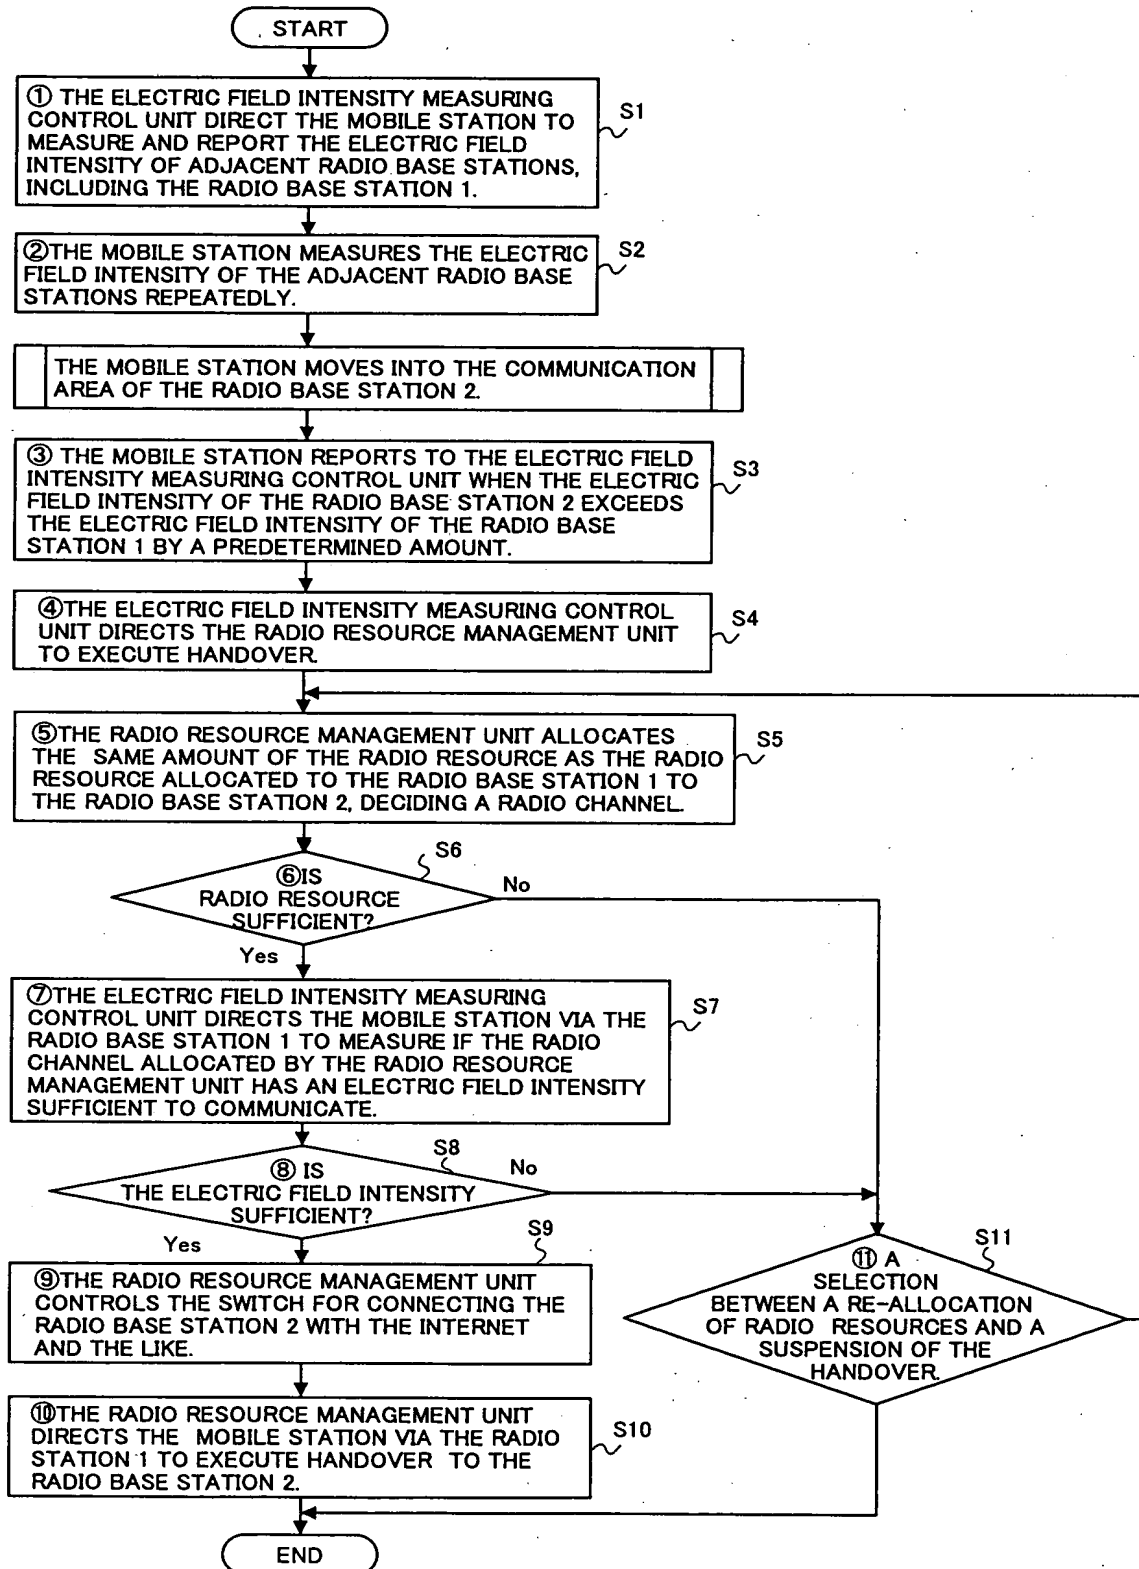 START
① THE ELECTRIC FIELD INTENSITY MEASURING
CONTROL UNIT DIRECT THE MOBILE STATION TO
MEASURE AND REPORT THE ELECTRIC FIELD
INTENSITY OF ADJACENT RADIO BASE STATIONS,
INCLUDING THE RADIO BASE STATION 1.
S1
②THE MOBILE STATION MEASURES THE ELECTRIC
FIELD INTENSITY OF THE ADJACENT RADIO BASE
STATIONS REPEATEDLY.
S2
THE MOBILE STATION MOVES INTO THE COMMUNICATION
AREA OF THE RADIO BASE STATION 2.
③ THE MOBILE STATION REPORTS TO THE ELECTRIC FIELD
INTENSITY MEASURING CONTROL UNIT WHEN THE ELECTRIC
FIELD INTENSITY OF THE RADIO BASE STATION 2 EXCEEDS
THE ELECTRIC FIELD INTENSITY OF THE RADIO BASE
STATION 1 BY A PREDETERMINED AMOUNT.
S3
④THE ELECTRIC FIELD INTENSITY MEASURING CONTROL
UNIT DIRECTS THE RADIO RESOURCE MANAGEMENT UNIT
TO EXECUTE HANDOVER.
S4
⑤THE RADIO RESOURCE MANAGEMENT UNIT ALLOCATES
THE SAME AMOUNT OF THE RADIO RESOURCE AS THE RADIO
RESOURCE ALLOCATED TO THE RADIO BASE STATION 1 TO
THE RADIO BASE STATION 2, DECIDING A RADIO CHANNEL.
S5
⑥IS
RADIO RESOURCE
SUFFICIENT?
S6
No
Yes
⑦THE ELECTRIC FIELD INTENSITY MEASURING
CONTROL UNIT DIRECTS THE MOBILE STATION VIA THE
RADIO BASE STATION 1 TO MEASURE IF THE RADIO
CHANNEL ALLOCATED BY THE RADIO RESOURCE
MANAGEMENT UNIT HAS AN ELECTRIC FIELD INTENSITY
SUFFICIENT TO COMMUNICATE.
S7
⑧ IS
THE ELECTRIC FIELD INTENSITY
SUFFICIENT?
S8
No
Yes
⑨THE RADIO RESOURCE MANAGEMENT UNIT
CONTROLS THE SWITCH FOR CONNECTING THE
RADIO BASE STATION 2 WITH THE INTERNET
AND THE LIKE.
S9
⑪ A
SELECTION
BETWEEN A RE-ALLOCATION
OF RADIO RESOURCES AND A
SUSPENSION OF THE
HANDOVER.
S11
⑩THE RADIO RESOURCE MANAGEMENT UNIT
DIRECTS THE MOBILE STATION VIA THE RADIO
STATION 1 TO EXECUTE HANDOVER TO THE
RADIO BASE STATION 2.
S10
END